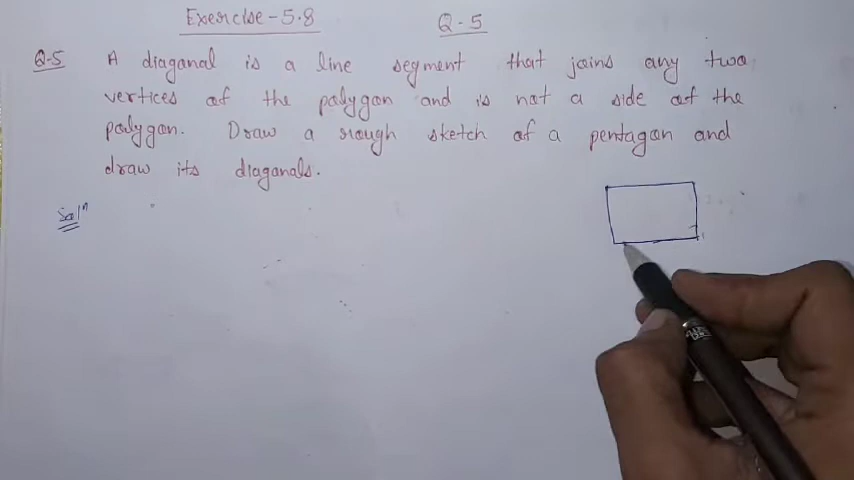 Exercise-5.8 Q-5
Q-5 A diagonal is a line segment that joins any two
vertices of the polygon and is not a side of the
polygon. Draw a rough sketch of a pentagon and
draw its diagonals.
Solⁿ